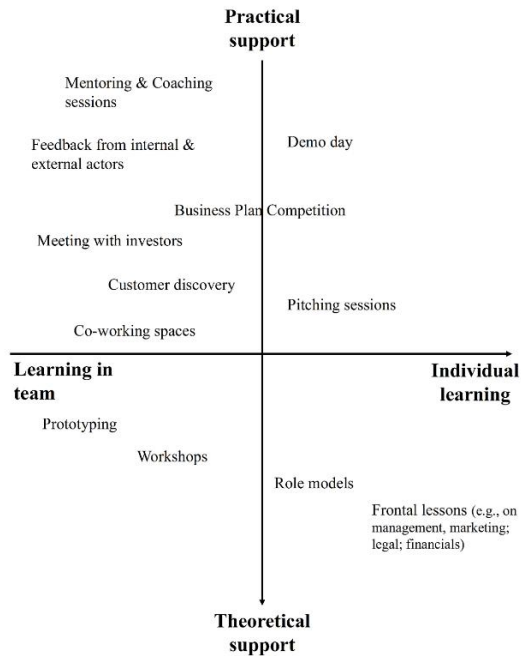 Practical
support
Mentoring & Coaching
sessions
Feedback from internal &
external actors
Demo day
Business Plan Competition
Meeting with investors
Customer discovery
Pitching sessions
Co-working spaces
Learning in
team
Individual
learning
Prototyping
Workshops
Role models
Frontal lessons (e.g., on
management, marketing;
legal; financials)
Theoretical
support